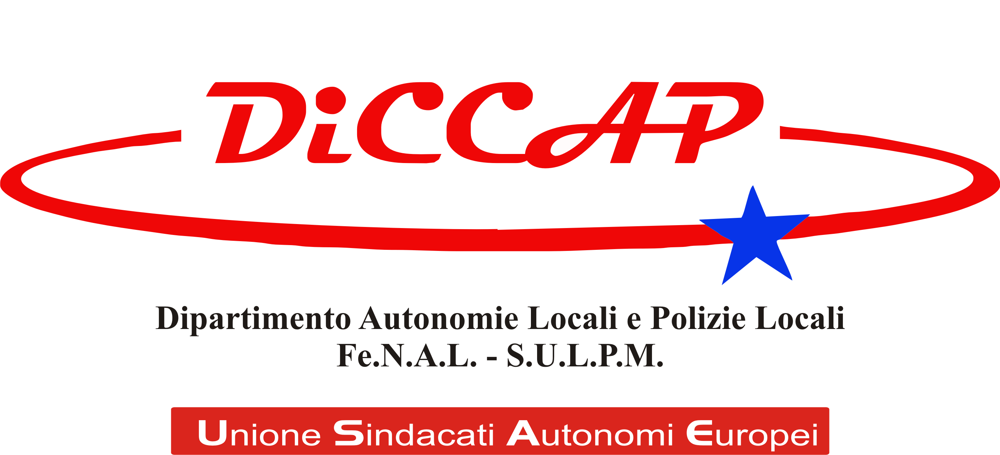 DiCCAP
Dipartimento Autonomie Locali e Polizie Locali
Fe.N.A.L. - S.U.L.P.M.
Unione Sindacati Autonomi Europei